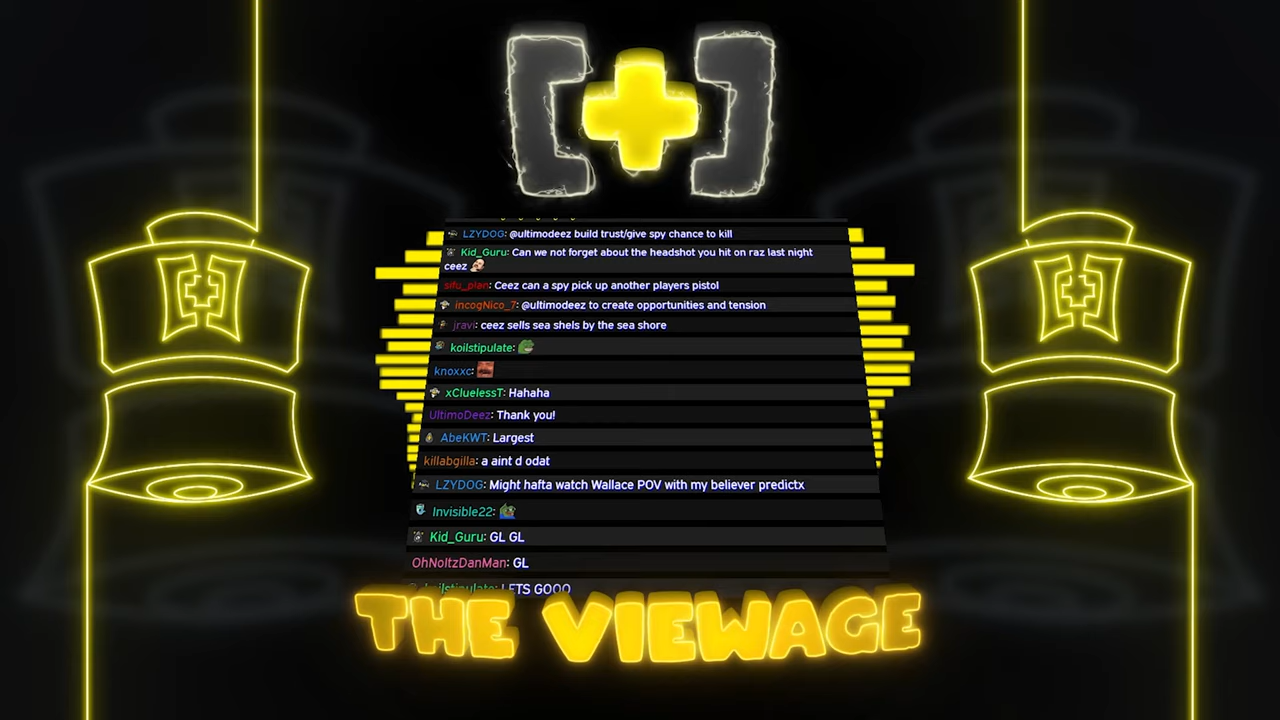 LZYDOG: @ultimodeez build trust/give spy chance to kill
Kid_Guru: Can we not forget about the headshot you hit on raz last night
ceez
sifu_plan: Ceez can a spy pick up another players pistol
incogNico_7: @ultimodeez to create opportunities and tension
jravi: ceez sells sea shels by the sea shore
koilstipulate:
knoxxc:
xCluelessT: Hahaha
UltimoDeez: Thank you!
AbeKWT: Largest
killabgilla: a aint d odat
LZYDOG: Might hafta watch Wallace POV with my believer predictx
Invisible22:
Kid_Guru: GL GL
OhNoItzDanMan: GL
koilstipulate: LETS GOOO
THE VIEWAGE